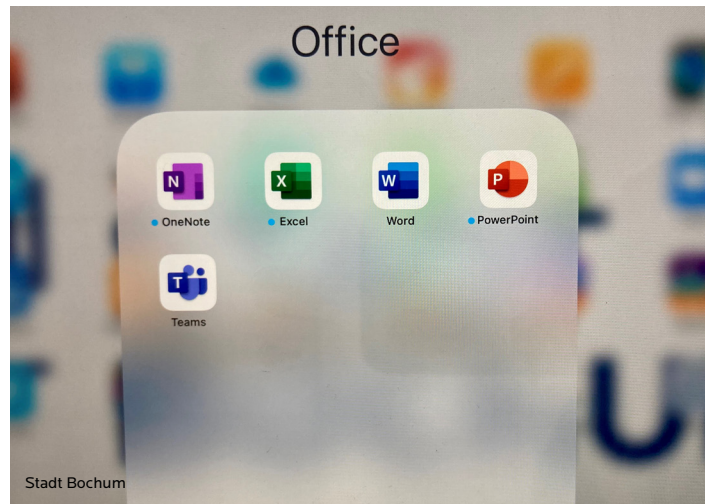 Office
N
OneNote
X
Excel
W
Word
P
PowerPoint
T
Teams
Stadt Bochum